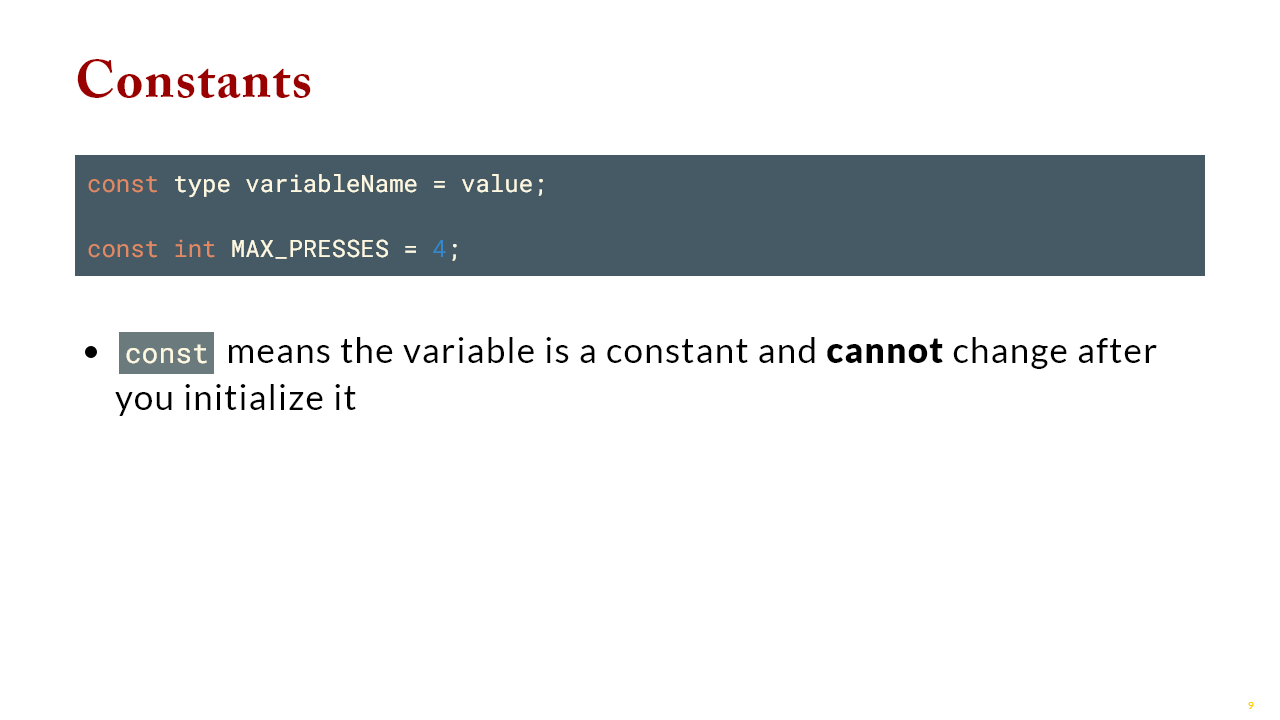 Constants
const type variableName = value;
const int MAX_PRESSES = 4;
• const means the variable is a constant and cannot change after
you initialize it
9